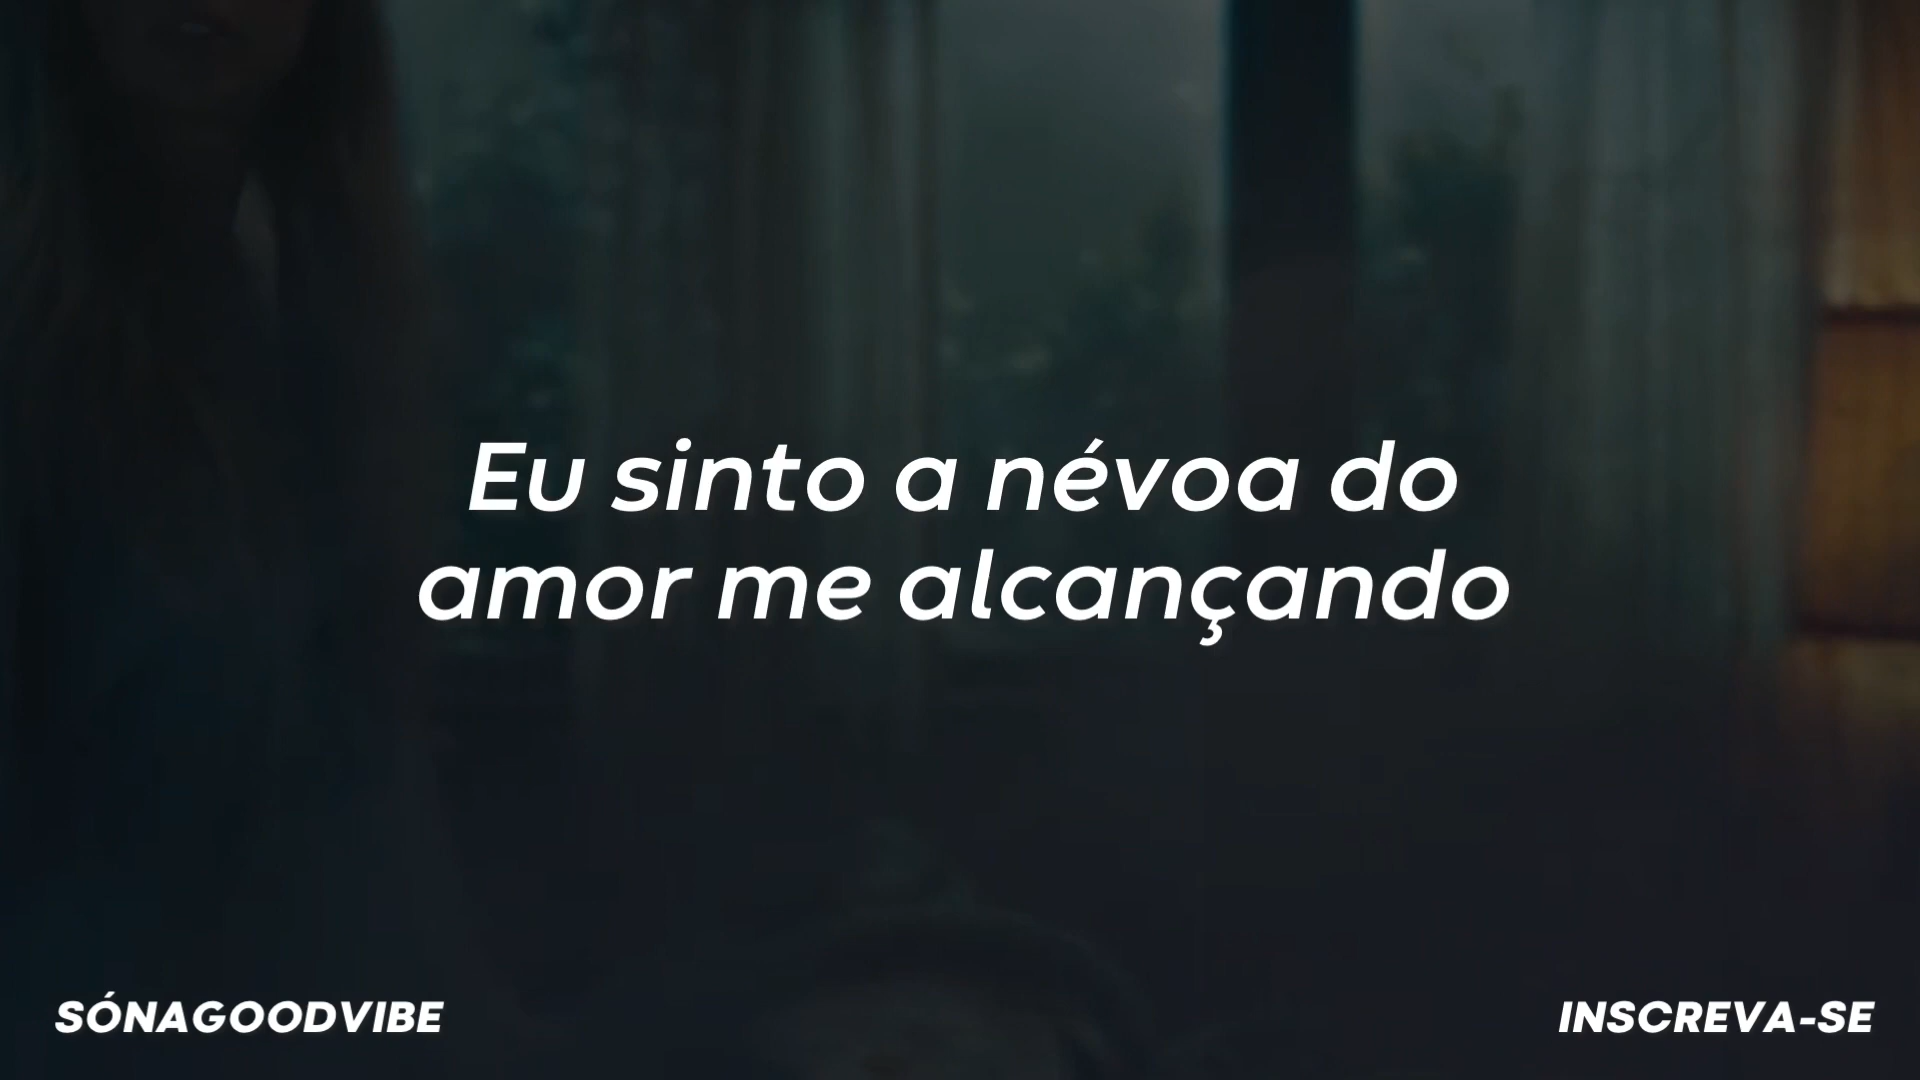 Eu sinto a névoa do
amor me alcançando
SÓNAGOODVIBE
INSCREVA-SE